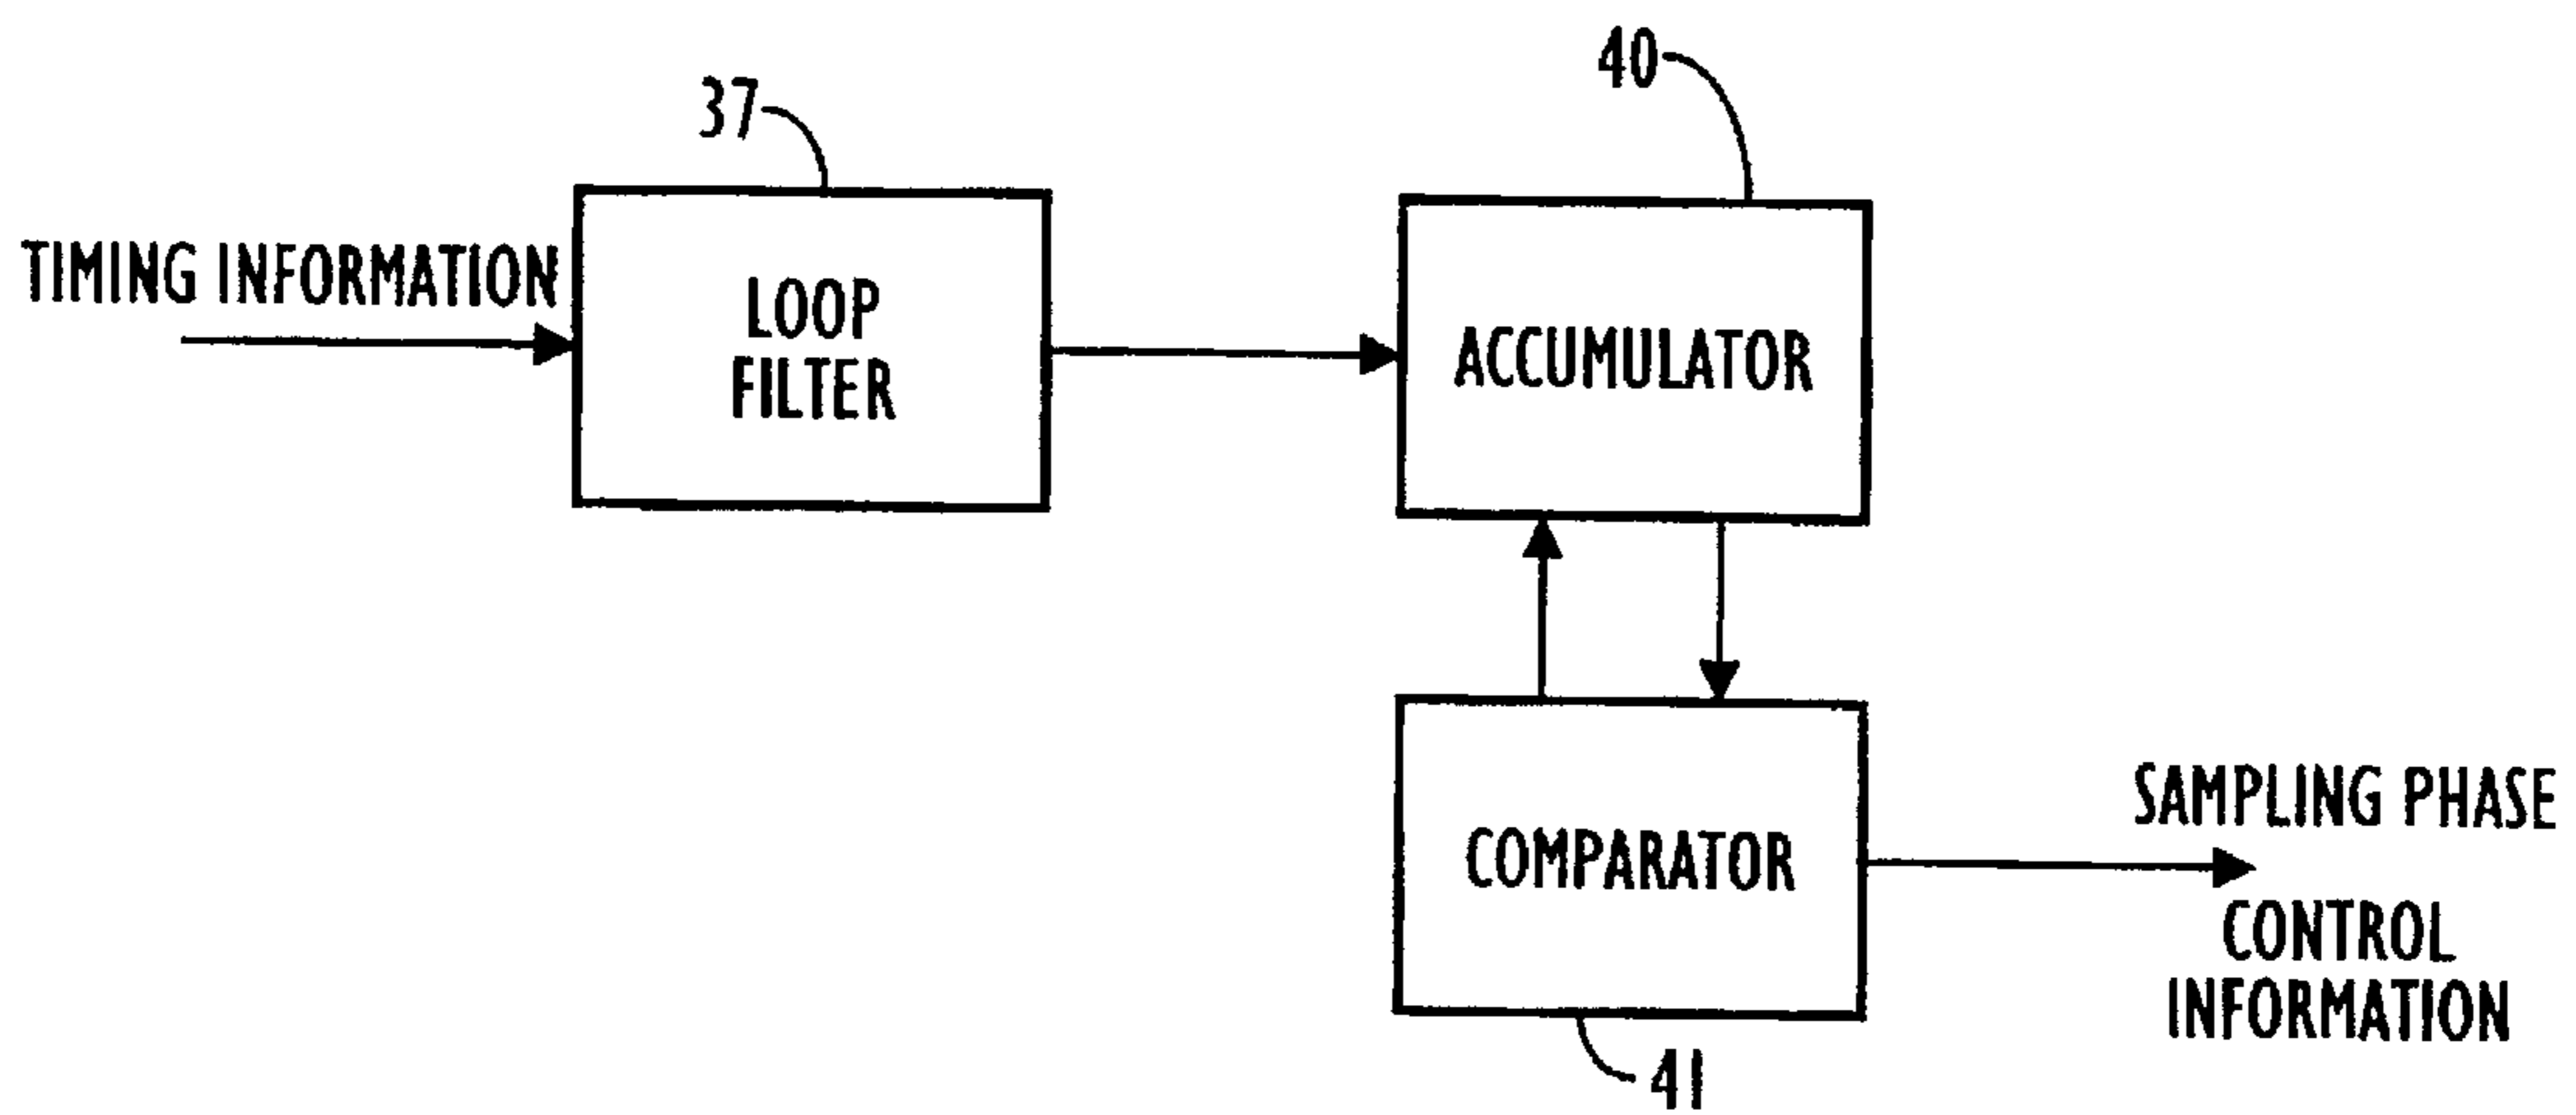 40
37
TIMING INFORMATION
LOOP
FILTER
ACCUMULATOR
SAMPLING PHASE
COMPARATOR
CONTROL
INFORMATION
41